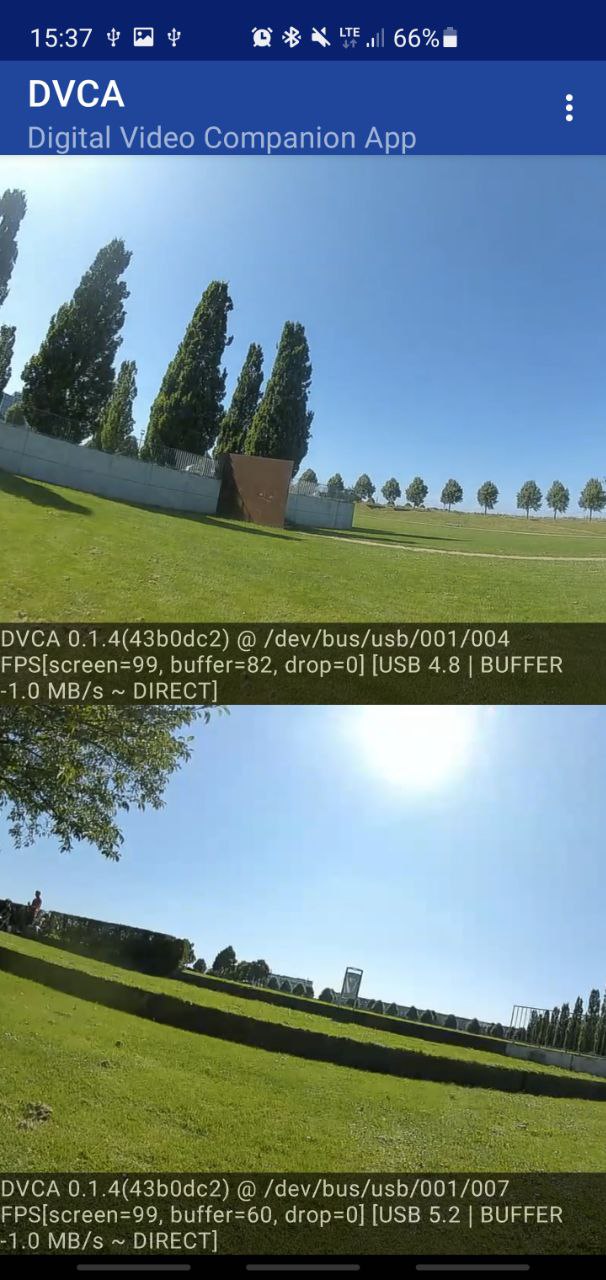 15:37 LTE 66%
DVCA
Digital Video Companion App
DVCA 0.1.4(43b0dc2) @ /dev/bus/usb/001/004
FPS[screen=99, buffer=82, drop=0] [USB 4.8 | BUFFER
-1.0 MB/s ~ DIRECT]
DVCA 0.1.4(43b0dc2) @ /dev/bus/usb/001/007
FPS[screen=99, buffer=60, drop=0] [USB 5.2 | BUFFER
-1.0 MB/s ~ DIRECT]